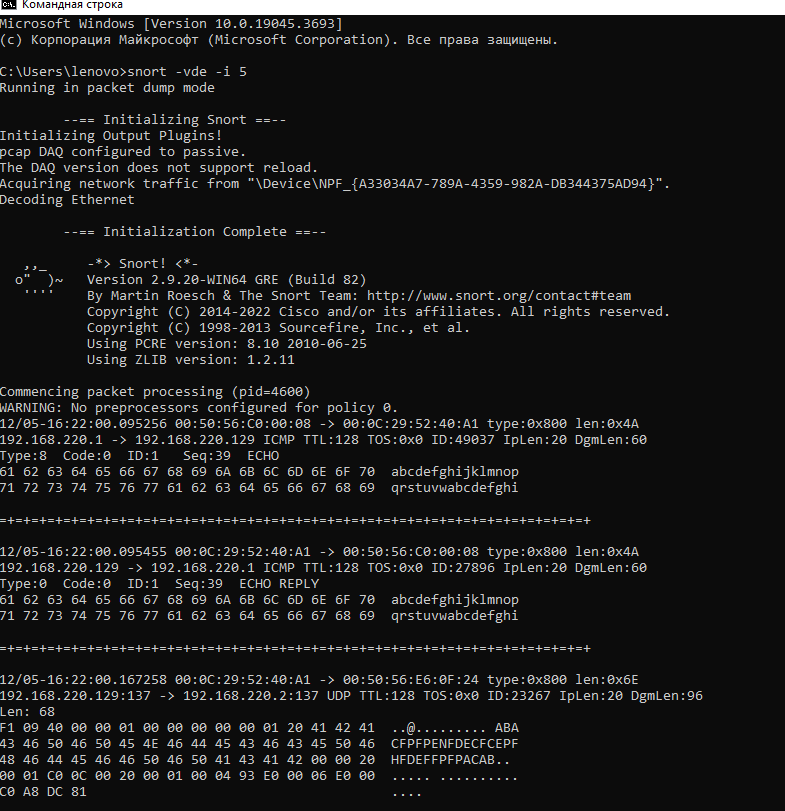 Командная строка
Microsoft Windows [Version 10.0.19045.3693]
(c) Корпорация Майкрософт (Microsoft Corporation). Все права защищены.
C:\Users\lenovo>snort -vde -i 5
Running in packet dump mode
--== Initializing Snort ==--
Initializing Output Plugins!
pcap DAQ configured to passive.
The DAQ version does not support reload.
Acquiring network traffic from "\Device\NPF_{A33034A7-789A-4359-982A-DB344375AD94}".
Decoding Ethernet
--== Initialization Complete ==--
,,_     -*> Snort! <*-
o"  )~   Version 2.9.20-WIN64 GRE (Build 82)
''''    By Martin Roesch & The Snort Team: http://www.snort.org/contact#team
Copyright (C) 2014-2022 Cisco and/or its affiliates. All rights reserved.
Copyright (C) 1998-2013 Sourcefire, Inc., et al.
Using PCRE version: 8.10 2010-06-25
Using ZLIB version: 1.2.11
Commencing packet processing (pid=4600)
WARNING: No preprocessors configured for policy 0.
12/05-16:22:00.095256 00:50:56:C0:00:08 -> 00:0C:29:52:40:A1 type:0x800 len:0x4A
192.168.220.1 -> 192.168.220.129 ICMP TTL:128 TOS:0x0 ID:49037 IpLen:20 DgmLen:60
Type:8  Code:0  ID:1   Seq:39  ECHO
61 62 63 64 65 66 67 68 69 6A 6B 6C 6D 6E 6F 70  abcdefghijklmnop
71 72 73 74 75 76 77 61 62 63 64 65 66 67 68 69  qrstuvwabcdefghi
=+=+=+=+=+=+=+=+=+=+=+=+=+=+=+=+=+=+=+=+=+=+=+=+=+=+=+=+=+=+=+=+=+=+=+=+=+
12/05-16:22:00.095455 00:0C:29:52:40:A1 -> 00:50:56:C0:00:08 type:0x800 len:0x4A
192.168.220.129 -> 192.168.220.1 ICMP TTL:128 TOS:0x0 ID:27896 IpLen:20 DgmLen:60
Type:0  Code:0  ID:1  Seq:39  ECHO REPLY
61 62 63 64 65 66 67 68 69 6A 6B 6C 6D 6E 6F 70  abcdefghijklmnop
71 72 73 74 75 76 77 61 62 63 64 65 66 67 68 69  qrstuvwabcdefghi
=+=+=+=+=+=+=+=+=+=+=+=+=+=+=+=+=+=+=+=+=+=+=+=+=+=+=+=+=+=+=+=+=+=+=+=+=+
12/05-16:22:00.167258 00:0C:29:52:40:A1 -> 00:50:56:E6:0F:24 type:0x800 len:0x6E
192.168.220.129:137 -> 192.168.220.2:137 UDP TTL:128 TOS:0x0 ID:23267 IpLen:20 DgmLen:96
Len: 68
F1 09 40 00 00 01 00 00 00 00 00 01 20 41 42 41  ..@......... ABA
43 46 50 46 50 45 4E 46 44 45 43 46 43 45 50 46  CFPFPENFDECFCEPF
48 46 44 45 46 46 50 46 50 41 43 41 42 00 00 20  HFDEFFPFPACAB..
00 01 C0 0C 00 20 00 01 00 04 93 E0 00 06 E0 00  ..... ..........
C0 A8 DC 81                                      ....